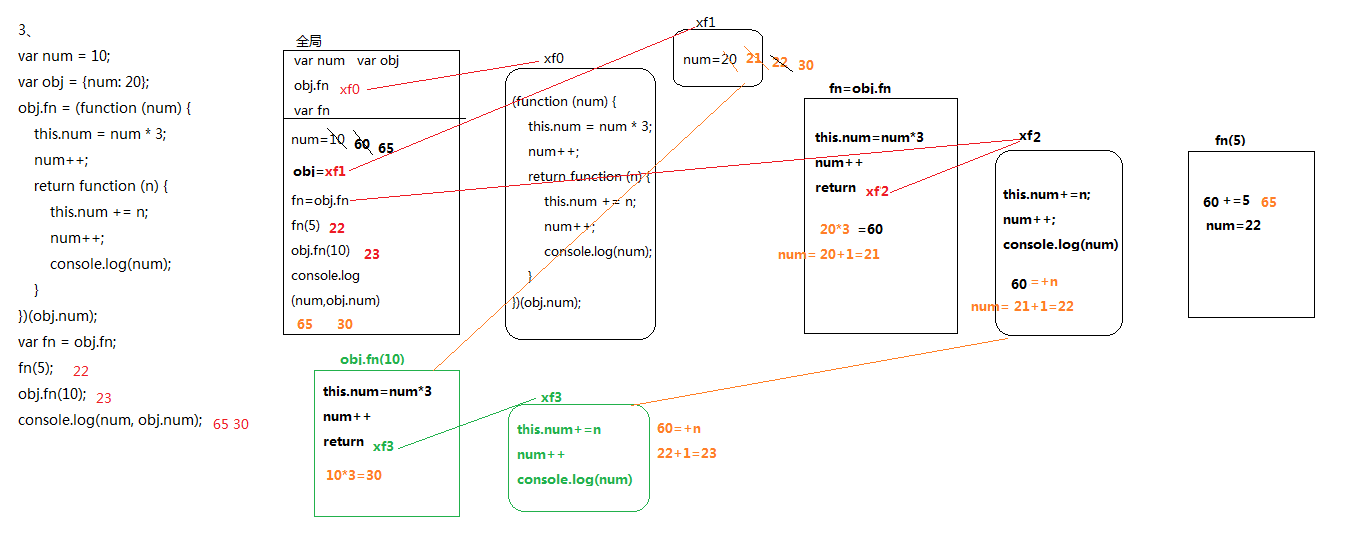 3、
var num = 10;
var obj = {num: 20};
obj.fn = (function (num) {
this.num = num * 3;
num++;
return function (n) {
this.num += n;
num++;
console.log(num);
}
})(obj.num);
var fn = obj.fn;
fn(5); 22
obj.fn(10); 23
console.log(num, obj.num); 65 30
全局
var num var obj
obj.fn xf0
var fn
num=10 60 65
obj=xf1
fn=obj.fn
fn(5) 22
obj.fn(10) 23
console.log
(num,obj.num)
65 30
xf0
(function (num) {
this.num = num * 3;
num++;
return function (n) {
this.num += n;
num++;
console.log(num);
}
})(obj.num);
xf1
num=20 21 22 30
fn=obj.fn
this.num=num*3
num++
return xf2
20*3 =60
num= 20+1=21
xf2
this.num+=n;
num++;
console.log(num)
60 =+n
num= 21+1=22
fn(5)
60 +=5 65
num=22
obj.fn(10)
this.num=num*3
num++
return xf3
10*3=30
xf3
this.num+=n
num++
console.log(num)
60=+n
22+1=23